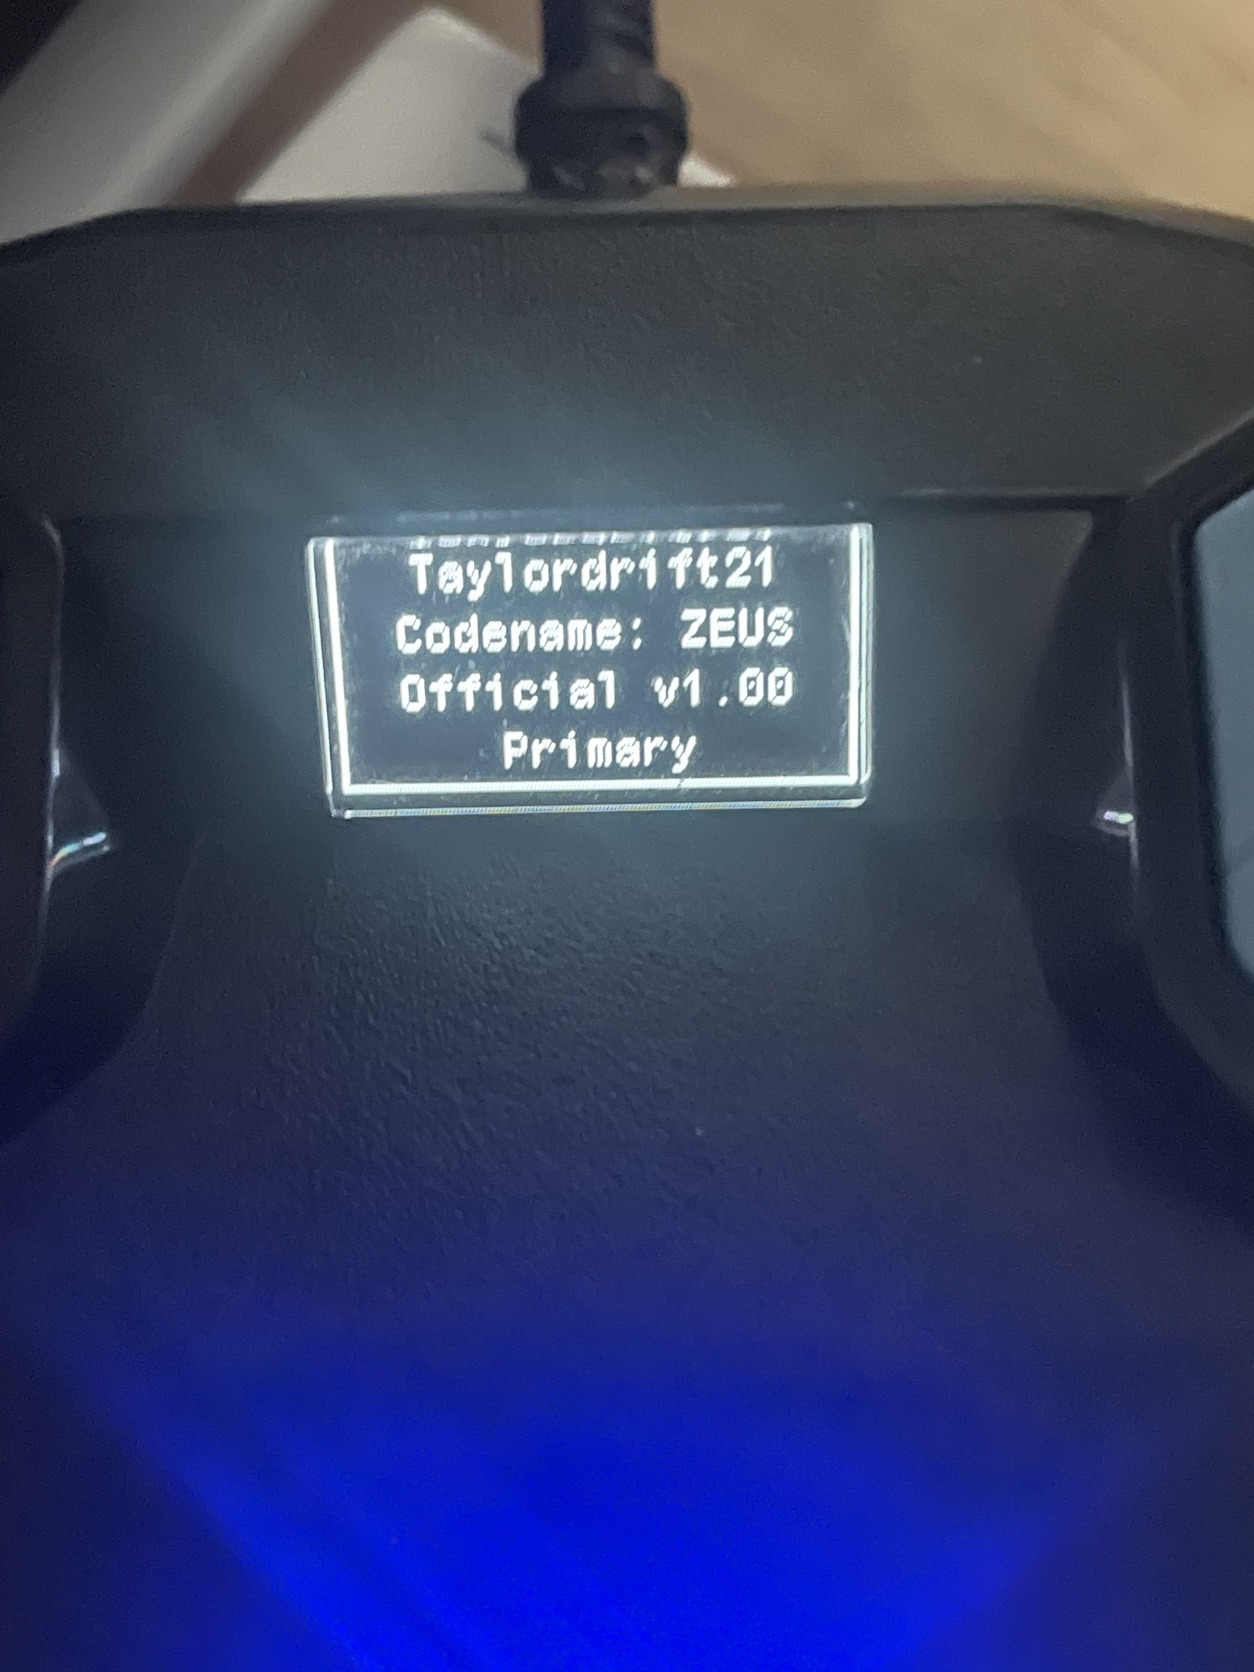 Taylordrift21
Codename: ZEUS
Official v1.00
Primary